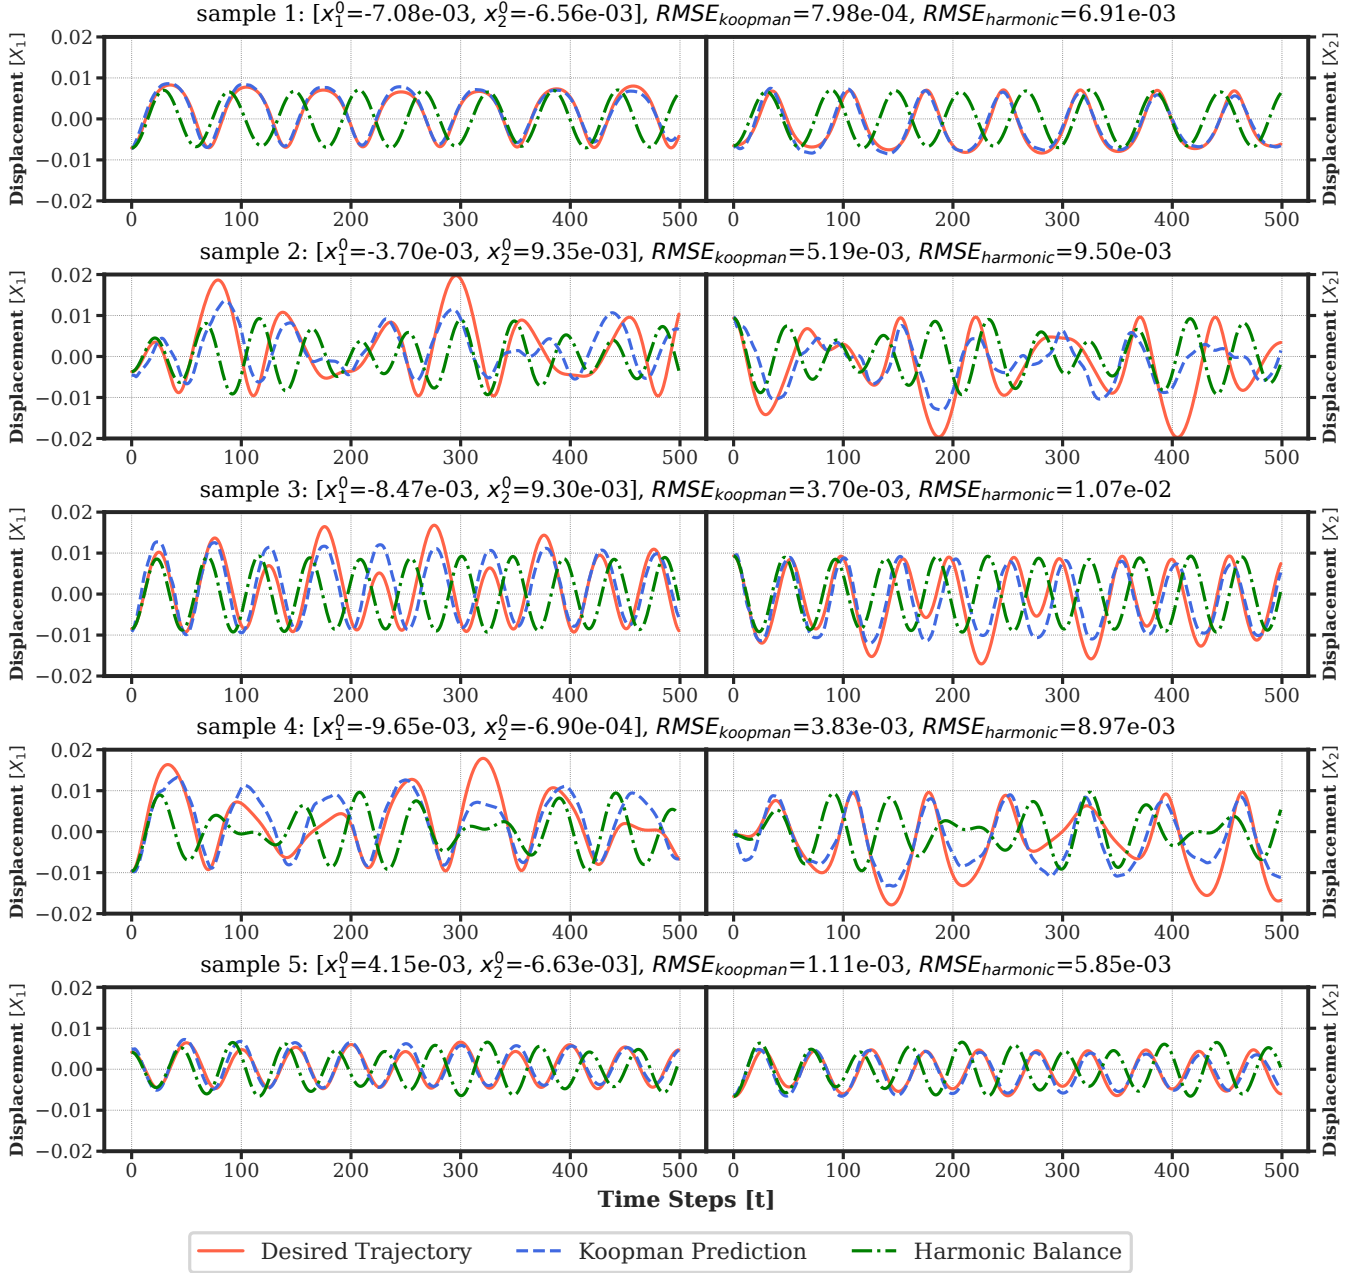 sample 1: [x₁⁰=-7.08e-03, x₂⁰=-6.56e-03], RMSE_koopman=7.98e-04, RMSE_harmonic=6.91e-03
Displacement [X₁]
0.02
0.01
0.00
−0.01
−0.02
0 100 200 300 400 500
0 100 200 300 400 500
Displacement [X₂]
sample 2: [x₁⁰=-3.70e-03, x₂⁰=9.35e-03], RMSE_koopman=5.19e-03, RMSE_harmonic=9.50e-03
Displacement [X₁]
0.02
0.01
0.00
−0.01
−0.02
0 100 200 300 400 500
0 100 200 300 400 500
Displacement [X₂]
sample 3: [x₁⁰=-8.47e-03, x₂⁰=9.30e-03], RMSE_koopman=3.70e-03, RMSE_harmonic=1.07e-02
Displacement [X₁]
0.02
0.01
0.00
−0.01
−0.02
0 100 200 300 400 500
0 100 200 300 400 500
Displacement [X₂]
sample 4: [x₁⁰=-9.65e-03, x₂⁰=-6.90e-04], RMSE_koopman=3.83e-03, RMSE_harmonic=8.97e-03
Displacement [X₁]
0.02
0.01
0.00
−0.01
−0.02
0 100 200 300 400 500
0 100 200 300 400 500
Displacement [X₂]
sample 5: [x₁⁰=4.15e-03, x₂⁰=-6.63e-03], RMSE_koopman=1.11e-03, RMSE_harmonic=5.85e-03
Displacement [X₁]
0.02
0.01
0.00
−0.01
−0.02
0 100 200 300 400 500
0 100 200 300 400 500
Displacement [X₂]
Time Steps [t]
Desired Trajectory Koopman Prediction Harmonic Balance